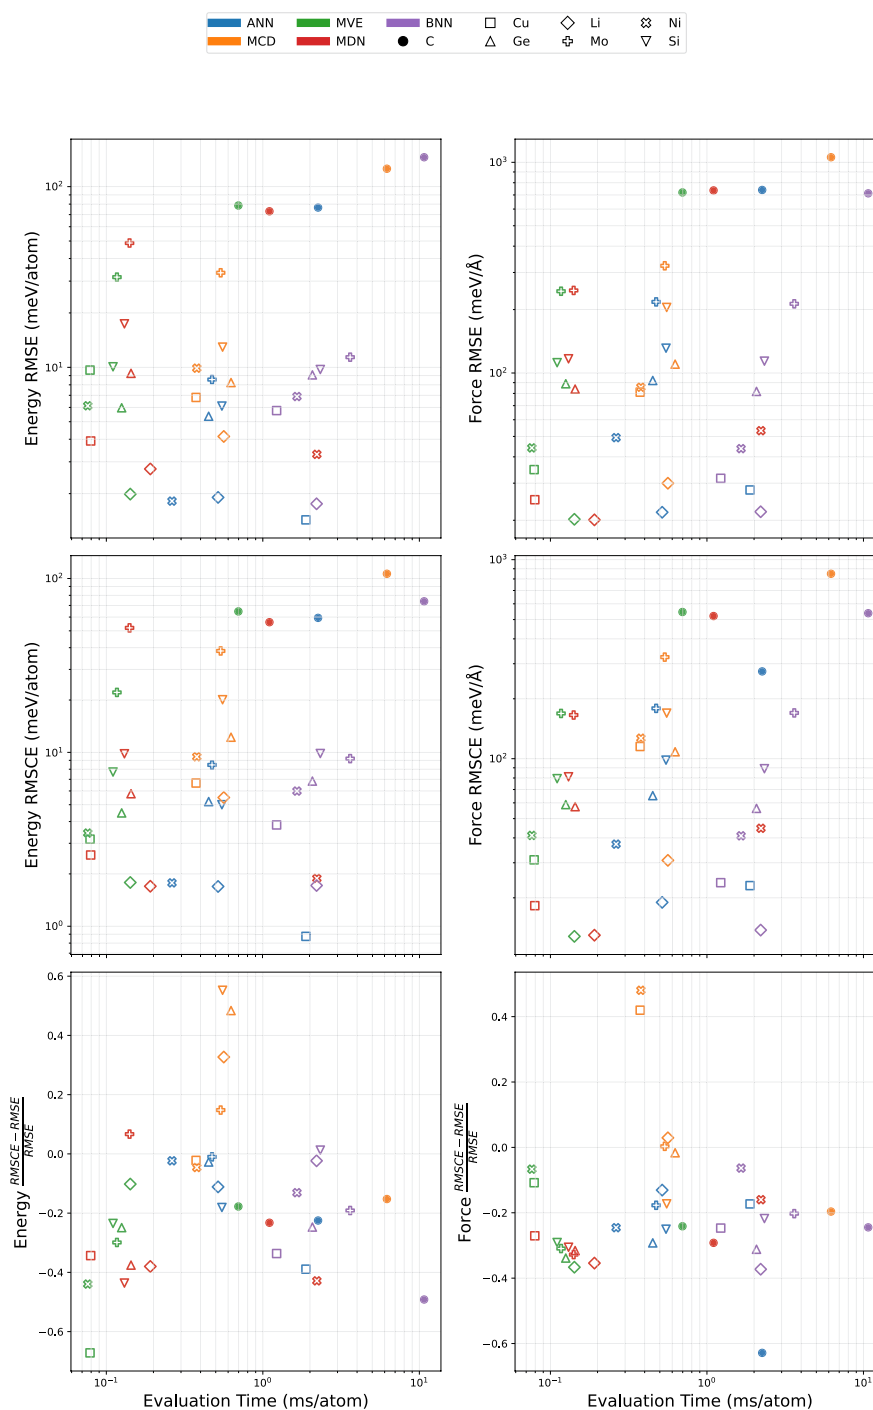 ANN MVE BNN Cu Li Ni
MCD MDN C Ge Mo Si
10² 10¹
Energy RMSE (meV/atom)
10³ 10²
Force RMSE (meV/Å)
10² 10¹ 10⁰
Energy RMSCE (meV/atom)
10³ 10²
Force RMSCE (meV/Å)
0.6 0.4 0.2 0.0 −0.2 −0.4 −0.6
Energy RMSCE − RMSE / RMSE
10⁻¹ 10⁰ 10¹
Evaluation Time (ms/atom)
0.4 0.2 0.0 −0.2 −0.4 −0.6
Force RMSCE − RMSE / RMSE
10⁻¹ 10⁰ 10¹
Evaluation Time (ms/atom)